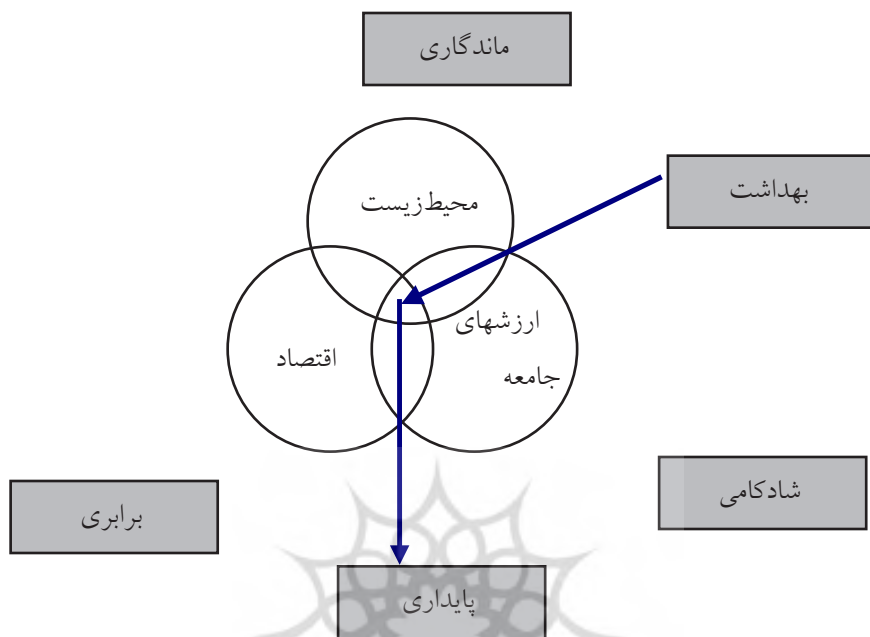 ماندگاری
بهداشت
محیط‌زیست
ارزشهای
جامعه
اقتصاد
شادکامی
برابری
پایداری